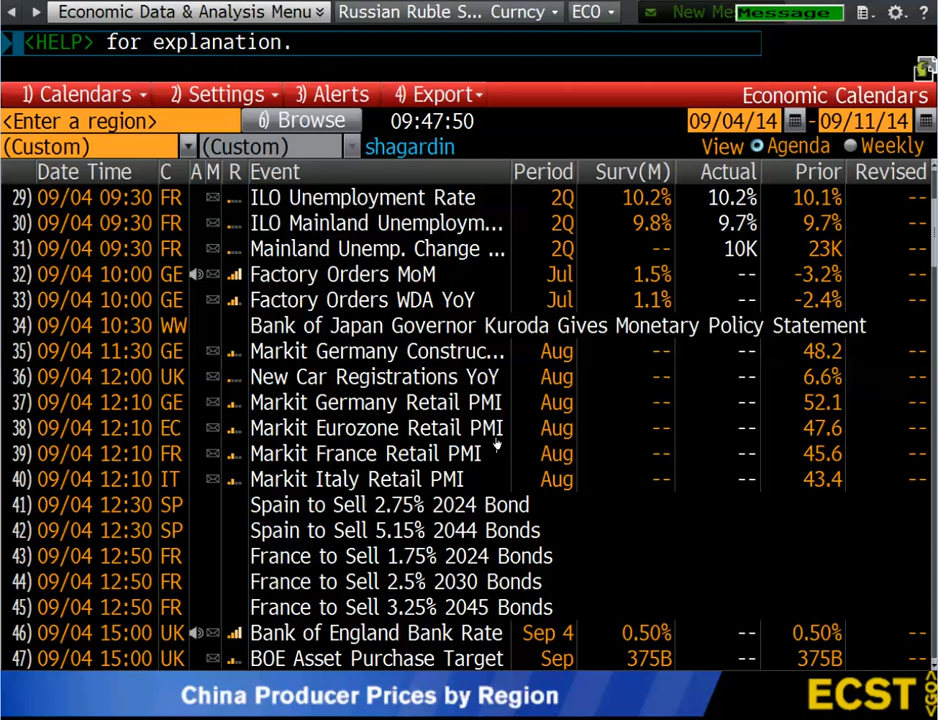 Economic Data & Analysis Menu Russian Ruble S... Curncy ECO New Me Message ?
<HELP> for explanation.
1) Calendars 2) Settings 3) Alerts 4) Export Economic Calendars
<Enter a region> 6) Browse 09:47:50 09/04/14 - 09/11/14
(Custom) (Custom) shagardin View Agenda Weekly
Date Time C A M R Event Period Surv(M) Actual Prior Revised
29) 09/04 09:30 FR ILO Unemployment Rate 2Q 10.2% 10.2% 10.1% --
30) 09/04 09:30 FR ILO Mainland Unemploym... 2Q 9.8% 9.7% 9.7% --
31) 09/04 09:30 FR Mainland Unemp. Change ... 2Q -- 10K 23K --
32) 09/04 10:00 GE Factory Orders MoM Jul 1.5% -- -3.2% --
33) 09/04 10:00 GE Factory Orders WDA YoY Jul 1.1% -- -2.4% --
34) 09/04 10:30 WW Bank of Japan Governor Kuroda Gives Monetary Policy Statement
35) 09/04 11:30 GE Markit Germany Construc... Aug -- -- 48.2 --
36) 09/04 12:00 UK New Car Registrations YoY Aug -- -- 6.6% --
37) 09/04 12:10 GE Markit Germany Retail PMI Aug -- -- 52.1 --
38) 09/04 12:10 EC Markit Eurozone Retail PMI Aug -- -- 47.6 --
39) 09/04 12:10 FR Markit France Retail PMI Aug -- -- 45.6 --
40) 09/04 12:10 IT Markit Italy Retail PMI Aug -- -- 43.4 --
41) 09/04 12:30 SP Spain to Sell 2.75% 2024 Bond
42) 09/04 12:30 SP Spain to Sell 5.15% 2044 Bonds
43) 09/04 12:50 FR France to Sell 1.75% 2024 Bonds
44) 09/04 12:50 FR France to Sell 2.5% 2030 Bonds
45) 09/04 12:50 FR France to Sell 3.25% 2045 Bonds
46) 09/04 15:00 UK Bank of England Bank Rate Sep 4 0.50% -- 0.50% --
47) 09/04 15:00 UK BOE Asset Purchase Target Sep 375B -- 375B --
China Producer Prices by Region ECST <GO>